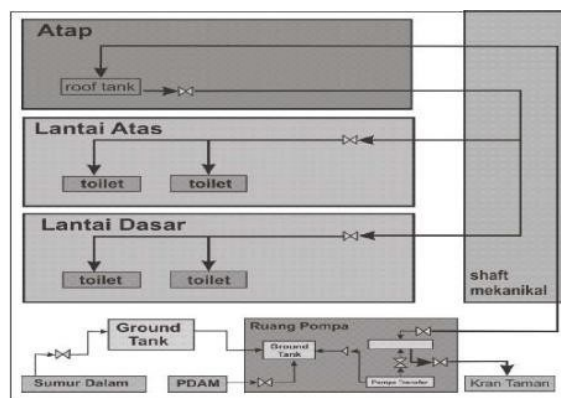 Atap
roof tank
Lantai Atas
toilet
toilet
Lantai Dasar
toilet
toilet
shaft
mekanikal
Ruang Pompa
Ground
Tank
Ground
Tank
Sumur Dalam
PDAM
Pompa Transfer
Kran Taman